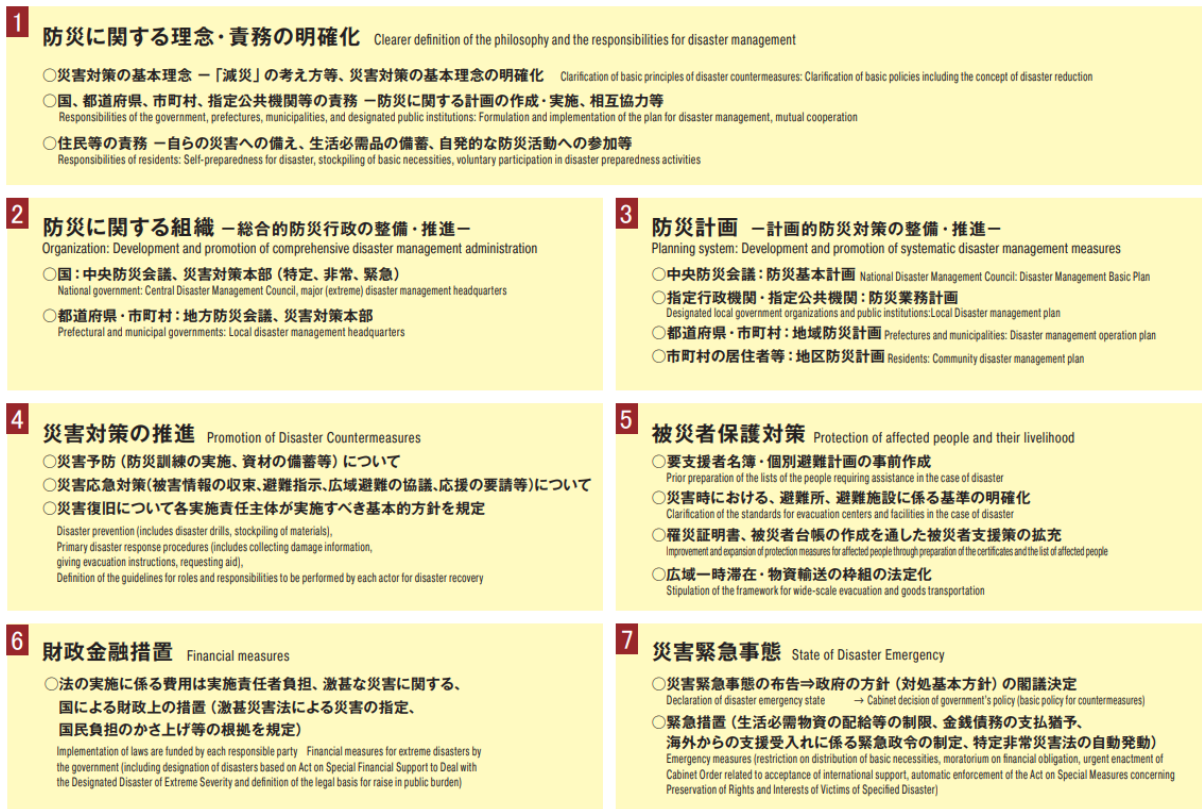 1
防災に関する理念・責務の明確化 Clearer definition of the philosophy and the responsibilities for disaster management
○災害対策の基本理念 －「減災」の考え方等、災害対策の基本理念の明確化 Clarification of basic principles of disaster countermeasures: Clarification of basic policies including the concept of disaster reduction
○国、都道府県、市町村、指定公共機関等の責務 －防災に関する計画の作成・実施、相互協力等
Responsibilities of the government, prefectures, municipalities, and designated public institutions: Formulation and implementation of the plan for disaster management, mutual cooperation
○住民等の責務 －自らの災害への備え、生活必需品の備蓄、自発的な防災活動への参加等
Responsibilities of residents: Self-preparedness for disaster, stockpiling of basic necessities, voluntary participation in disaster preparedness activities
2
防災に関する組織 －総合的防災行政の整備・推進－
Organization: Development and promotion of comprehensive disaster management administration
○国：中央防災会議、災害対策本部（特定、非常、緊急）
National government: Central Disaster Management Council, major (extreme) disaster management headquarters
○都道府県・市町村：地方防災会議、災害対策本部
Prefectural and municipal governments: Local disaster management headquarters
3
防災計画 －計画的防災対策の整備・推進－
Planning system: Development and promotion of systematic disaster management measures
○中央防災会議：防災基本計画 National Disaster Management Council: Disaster Management Basic Plan
○指定行政機関・指定公共機関：防災業務計画
Designated local government organizations and public institutions:Local Disaster management plan
○都道府県・市町村：地域防災計画 Prefectures and municipalities: Disaster management operation plan
○市町村の居住者等：地区防災計画 Residents: Community disaster management plan
4
災害対策の推進 Promotion of Disaster Countermeasures
○災害予防（防災訓練の実施、資材の備蓄等）について
○災害応急対策（被害情報の収束、避難指示、広域避難の協議、応援の要請等）について
○災害復旧について各実施責任主体が実施すべき基本的方針を規定
Disaster prevention (includes disaster drills, stockpiling of materials),
Primary disaster response procedures (includes collecting damage information,
giving evacuation instructions, requesting aid),
Definition of the guidelines for roles and responsibilities to be performed by each actor for disaster recovery
5
被災者保護対策 Protection of affected people and their livelihood
○要支援者名簿・個別避難計画の事前作成
Prior preparation of the lists of the people requiring assistance in the case of disaster
○災害時における、避難所、避難施設に係る基準の明確化
Clarification of the standards for evacuation centers and facilities in the case of disaster
○罹災証明書、被災者台帳の作成を通した被災者支援策の拡充
Improvement and expansion of protection measures for affected people through preparation of the certificates and the list of affected people
○広域一時滞在・物資輸送の枠組の法定化
Stipulation of the framework for wide-scale evacuation and goods transportation
6
財政金融措置 Financial measures
○法の実施に係る費用は実施責任者負担、激甚な災害に関する、
国による財政上の措置（激甚災害法による災害の指定、
国民負担のかさ上げ等の根拠を規定）
Implementation of laws are funded by each responsible party Financial measures for extreme disasters by
the government (including designation of disasters based on Act on Special Financial Support to Deal with
the Designated Disaster of Extreme Severity and definition of the legal basis for raise in public burden)
7
災害緊急事態 State of Disaster Emergency
○災害緊急事態の布告⇒政府の方針（対処基本方針）の閣議決定
Declaration of disaster emergency state → Cabinet decision of government's policy (basic policy for countermeasures)
○緊急措置（生活必需物資の配給等の制限、金銭債務の支払猶予、
海外からの支援受入れに係る緊急政令の制定、特定非常災害法の自動発動）
Emergency measures (restriction on distribution of basic necessities, moratorium on financial obligation, urgent enactment of
Cabinet Order related to acceptance of international support, automatic enforcement of the Act on Special Measures concerning
Preservation of Rights and Interests of Victims of Specified Disaster)